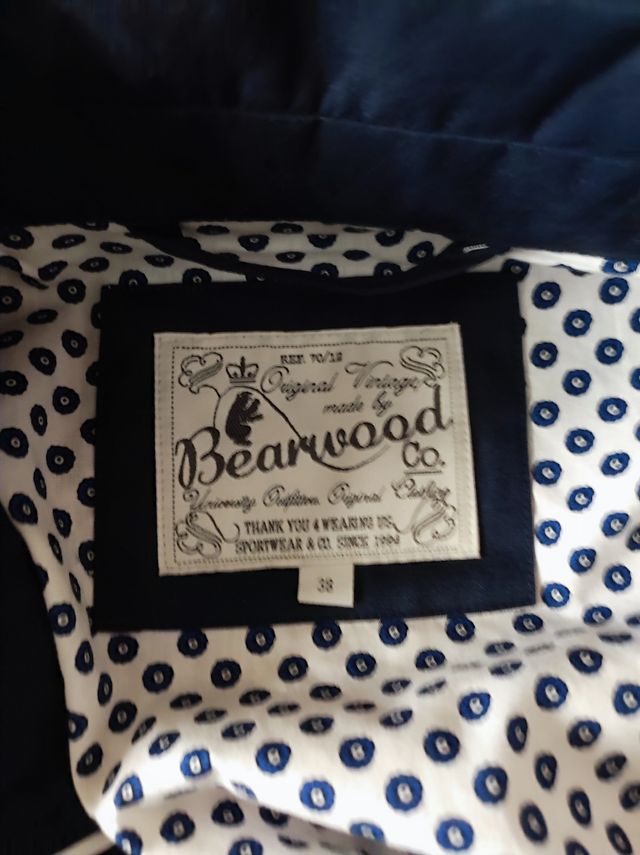 REF. 70/12
Original Vintage
made by
Bearwood
Co.
University Outfitters. Original Clothing
THANK YOU 4 WEARING US
SPORTWEAR & CO. SINCE
38